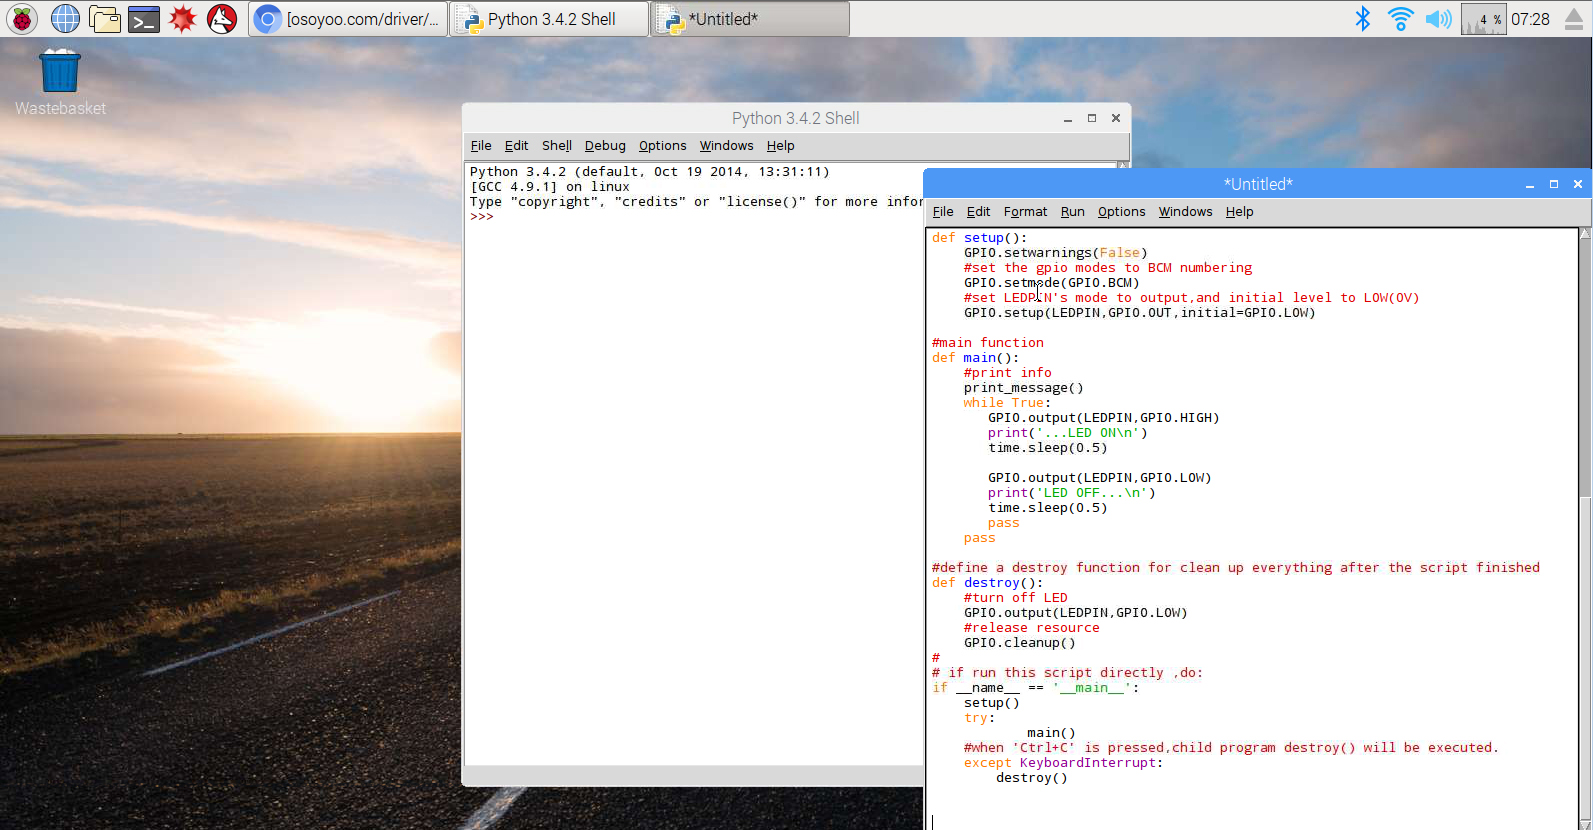 [osoyoo.com/driver/...
Python 3.4.2 Shell
*Untitled*
4 %
07:28
Wastebasket
Python 3.4.2 Shell
File Edit Shell Debug Options Windows Help
Python 3.4.2 (default, Oct 19 2014, 13:31:11)
[GCC 4.9.1] on linux
Type "copyright", "credits" or "license()" for more infor
>>>
*Untitled*
File Edit Format Run Options Windows Help
def setup():
    GPIO.setwarnings(False)
    #set the gpio modes to BCM numbering
    GPIO.setmode(GPIO.BCM)
    #set LEDPIN's mode to output,and initial level to LOW(0V)
    GPIO.setup(LEDPIN,GPIO.OUT,initial=GPIO.LOW)
#main function
def main():
    #print info
    print_message()
    while True:
       GPIO.output(LEDPIN,GPIO.HIGH)
       print('...LED ON\n')
       time.sleep(0.5)
       GPIO.output(LEDPIN,GPIO.LOW)
       print('LED OFF...\n')
       time.sleep(0.5)
       pass
    pass
#define a destroy function for clean up everything after the script finished
def destroy():
    #turn off LED
    GPIO.output(LEDPIN,GPIO.LOW)
    #release resource
    GPIO.cleanup()
#
# if run this script directly ,do:
if __name__ == '__main__':
    setup()
    try:
            main()
    #when 'Ctrl+C' is pressed,child program destroy() will be executed.
    except KeyboardInterrupt:
        destroy()